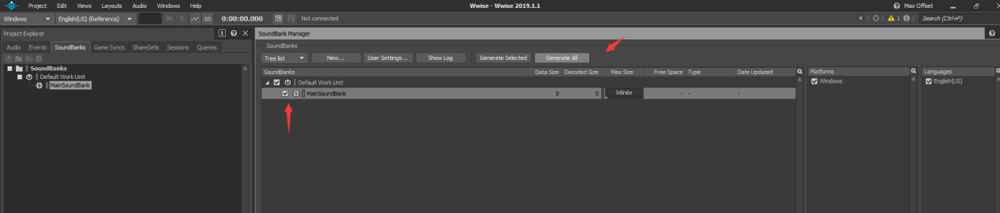 Project Edit Views Layouts Audio Windows Help Wwise - Wwise 2019.1.1 Max Offset
Windows English(US) (Reference) M S 0:00:00.000 Not connected 0 0 1 0 Search (Ctrl+F)
Project Explorer 1 SoundBank Manager
Audio Events SoundBanks Game Syncs ShareSets Sessions Queries SoundBanks
Tree list New... User Settings... Show Log Generate Selected Generate All
SoundBanks SoundBanks Data Size Decoded Size Max Size Free Space Type Date Updated Platforms Languages
Default Work Unit Default Work Unit Windows English(US)
MainSoundBank MainSoundBank 0 0 Infinite - - -